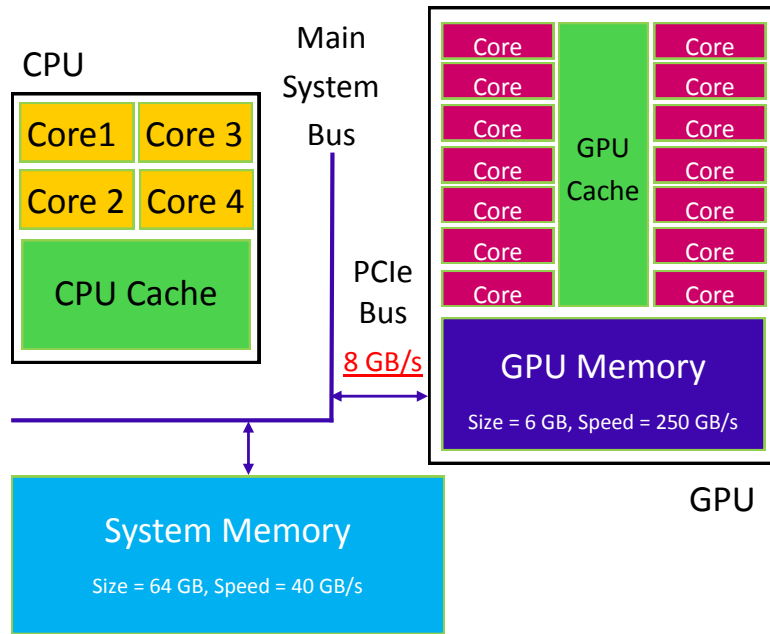 CPU
Core1
Core 3
Core 2
Core 4
CPU Cache
Main
System
Bus
PCIe
Bus
8 GB/s
Core
Core
Core
Core
Core
Core
Core
GPU
Cache
Core
Core
Core
Core
Core
Core
Core
GPU Memory
Size = 6 GB, Speed = 250 GB/s
GPU
System Memory
Size = 64 GB, Speed = 40 GB/s